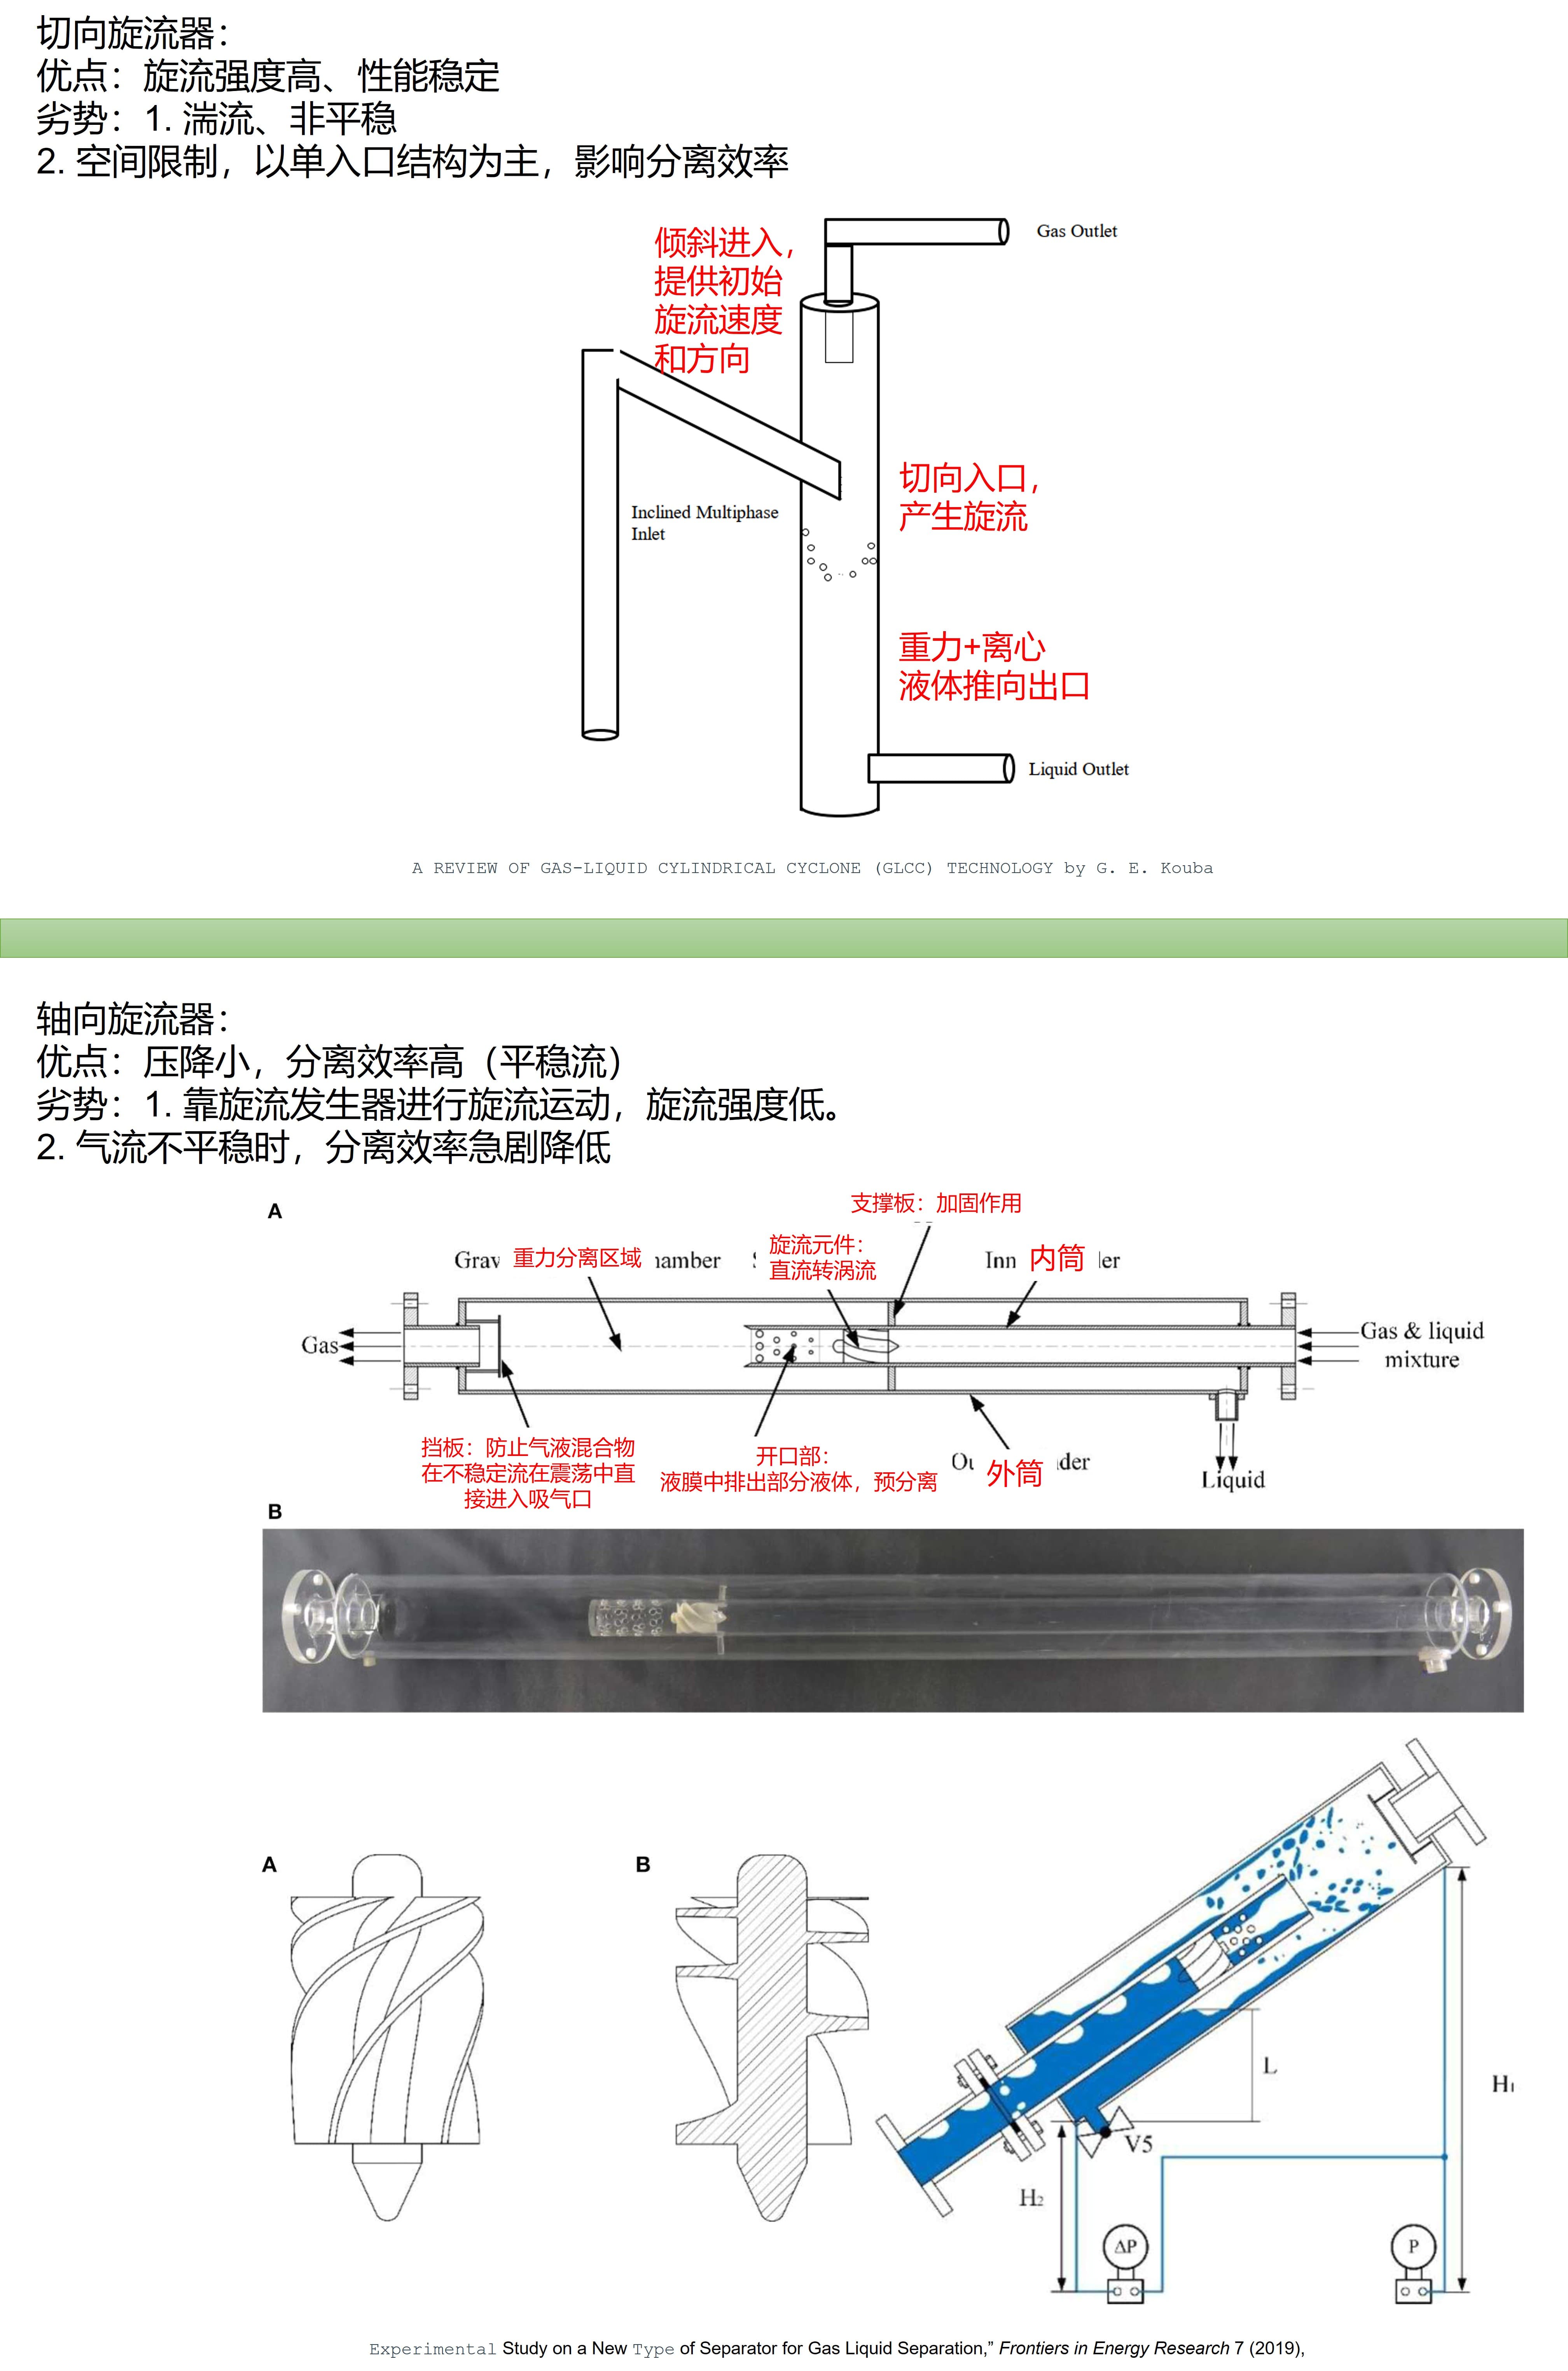 切向旋流器：
优点：旋流强度高、性能稳定
劣势：1. 湍流、非平稳
2. 空间限制，以单入口结构为主，影响分离效率
Gas Outlet
倾斜进入，
提供初始
旋流速度
和方向
切向入口，
产生旋流
Inclined Multiphase
Inlet
重力+离心
液体推向出口
Liquid Outlet
A REVIEW OF GAS-LIQUID CYLINDRICAL CYCLONE (GLCC) TECHNOLOGY by G. E. Kouba
轴向旋流器：
优点：压降小，分离效率高（平稳流）
劣势：1. 靠旋流发生器进行旋流运动，旋流强度低。
2. 气流不平稳时，分离效率急剧降低
A
支撑板：加固作用
Grav 重力分离区域 hamber
旋流元件：
直流转涡流
Inn 内筒 der
Gas
Gas & liquid
mixture
挡板：防止气液混合物
在不稳定流在震荡中直
接进入吸气口
开口部：
液膜中排出部分液体，预分离
Ou 外筒 der
Liquid
B
A
B
L
H1
V5
H2
ΔP
P
Experimental Study on a New Type of Separator for Gas Liquid Separation,” Frontiers in Energy Research 7 (2019),